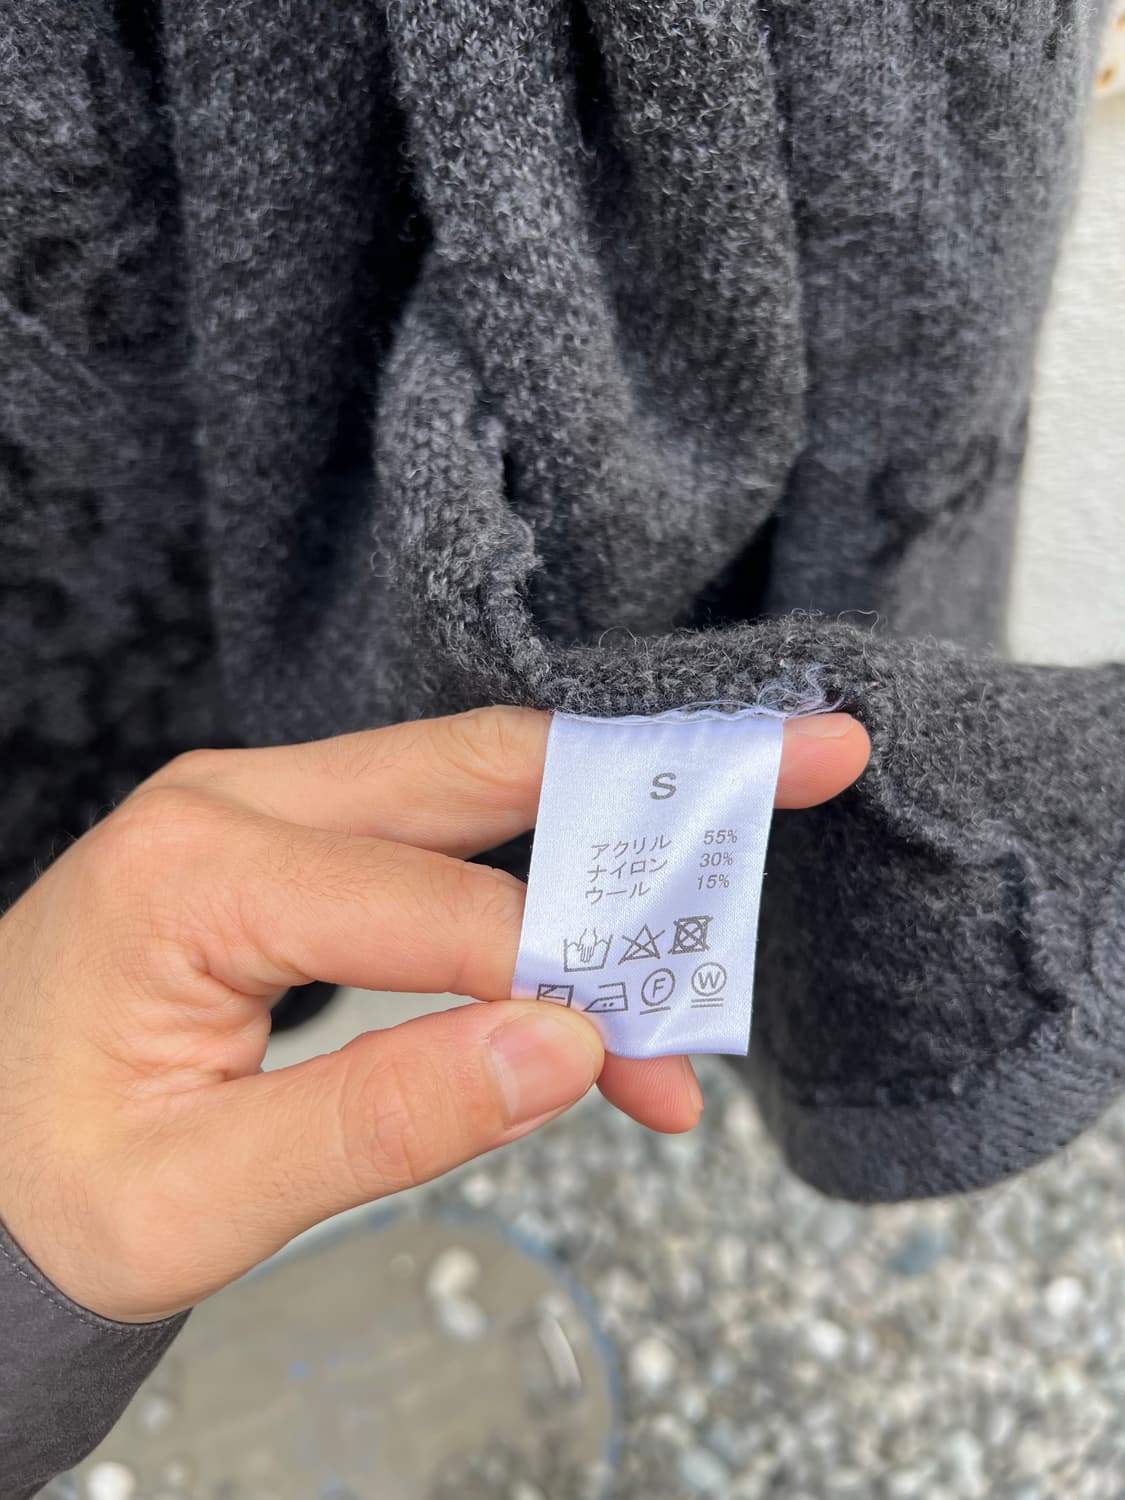 S
アクリル 55%
ナイロン 30%
ウール 15%
F W